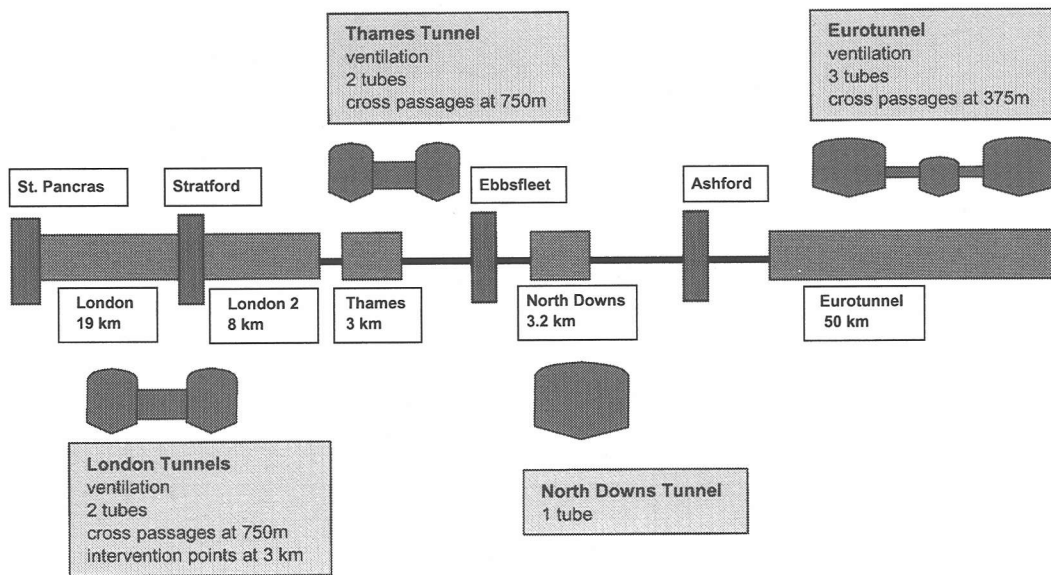 Thames Tunnel
ventilation
2 tubes
cross passages at 750m
Eurotunnel
ventilation
3 tubes
cross passages at 375m
St. Pancras
Stratford
Ebbsfleet
Ashford
London
19 km
London 2
8 km
Thames
3 km
North Downs
3.2 km
Eurotunnel
50 km
London Tunnels
ventilation
2 tubes
cross passages at 750m
intervention points at 3 km
North Downs Tunnel
1 tube